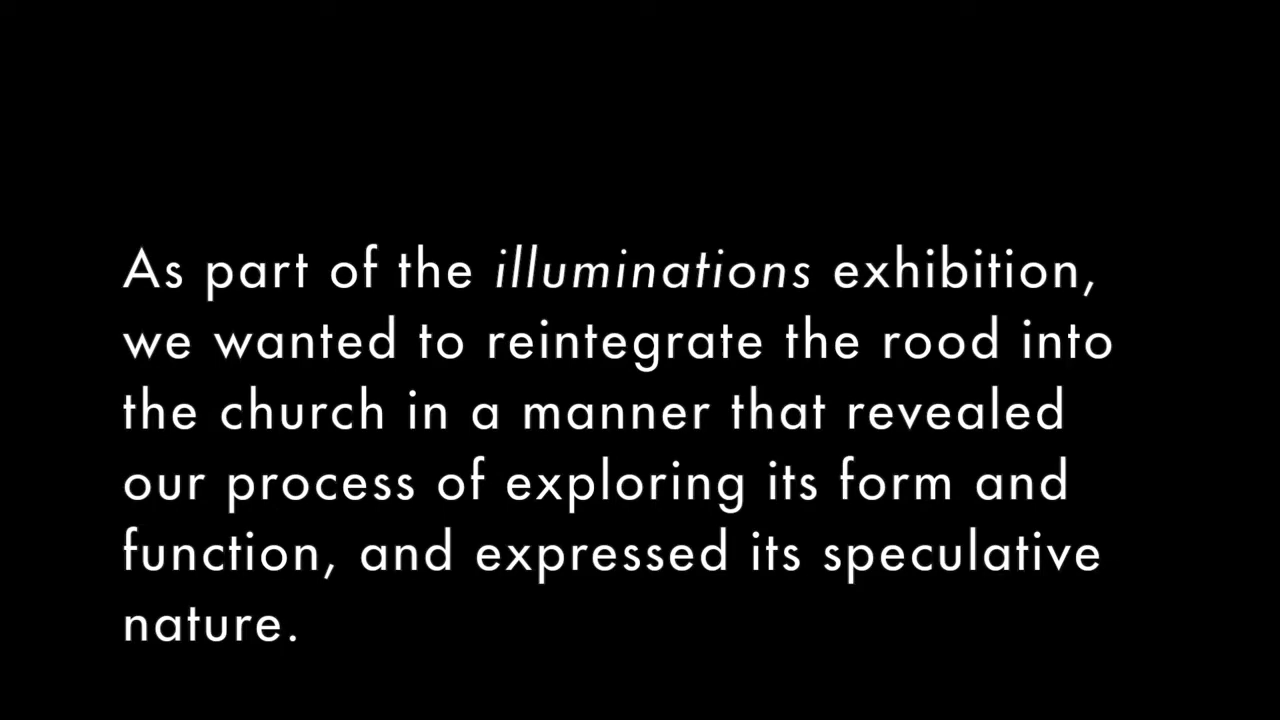 As part of the illuminations exhibition,
we wanted to reintegrate the rood into
the church in a manner that revealed
our process of exploring its form and
function, and expressed its speculative
nature.